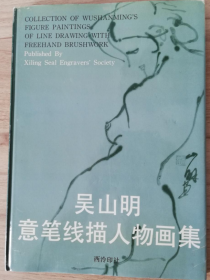 COLLECTION OF WUSHANMING'S
FIGURE PAINTINGS
OF LINE DRAWING WITH
FREEHAND BRUSHWORK
Published By
Xiling Seal Engravers' Society
吴山明
意笔线描人物画集
西泠印社